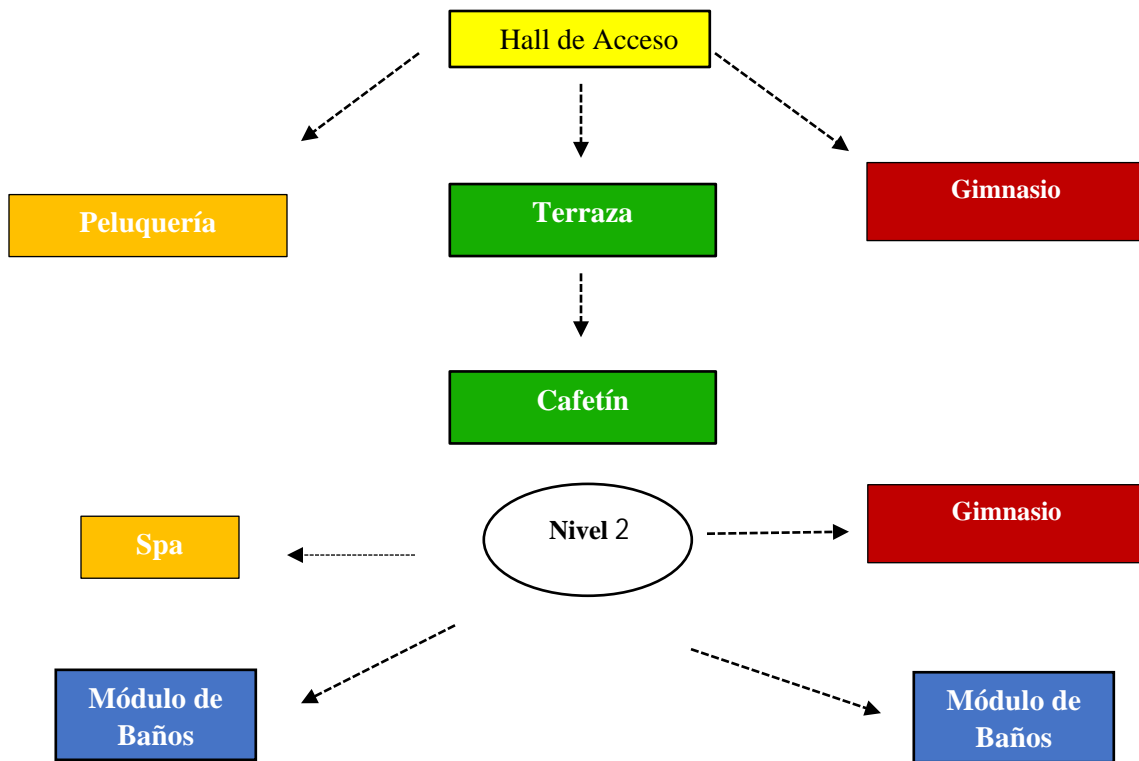 Hall de Acceso
Peluquería
Terraza
Gimnasio
Cafetín
Spa
Nivel 2
Gimnasio
Módulo de
Baños
Módulo de
Baños